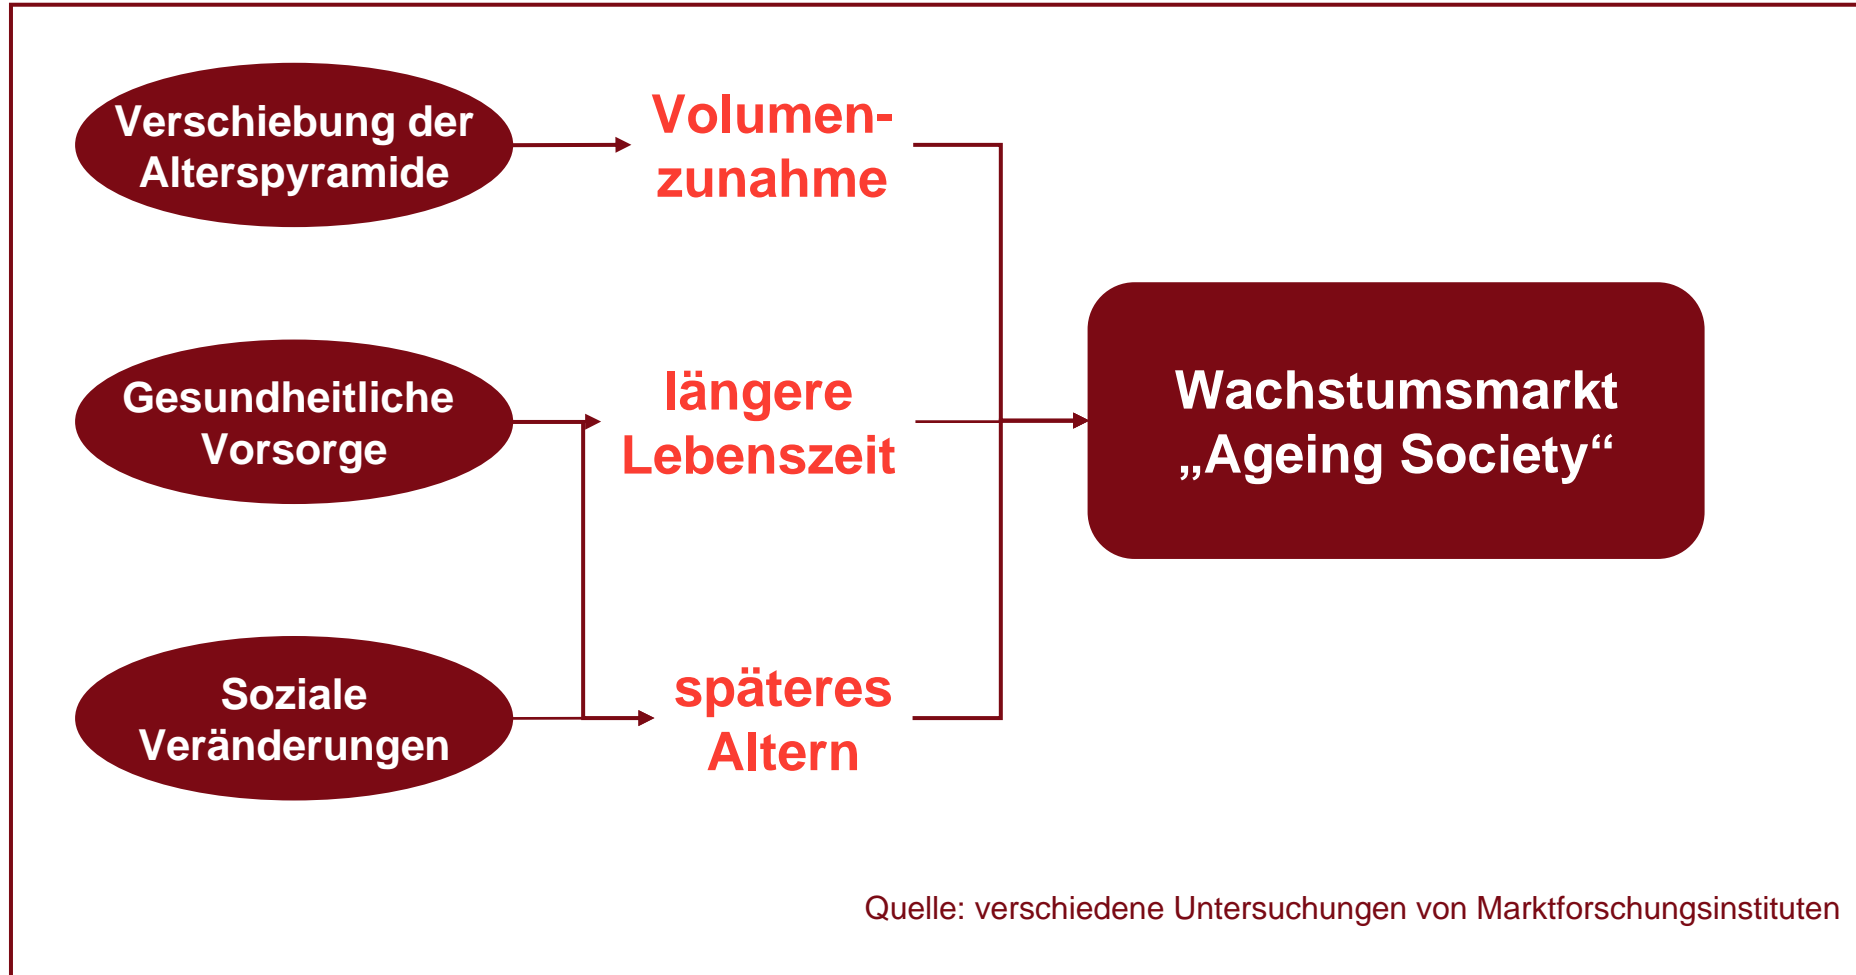 Verschiebung der
Alterspyramide
Volumen-
zunahme
Gesundheitliche
Vorsorge
längere
Lebenszeit
Wachstumsmarkt
„Ageing Society“
Soziale
Veränderungen
späteres
Altern
Quelle: verschiedene Untersuchungen von Marktforschungsinstituten